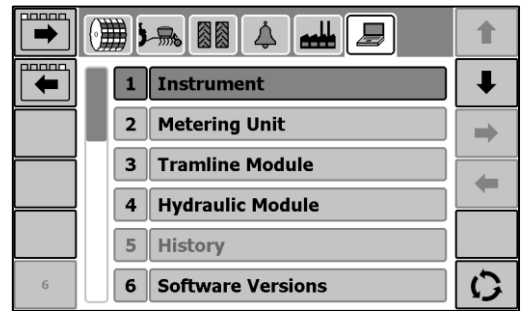 1 Instrument
2 Metering Unit
3 Tramline Module
4 Hydraulic Module
5 History
6 6 Software Versions